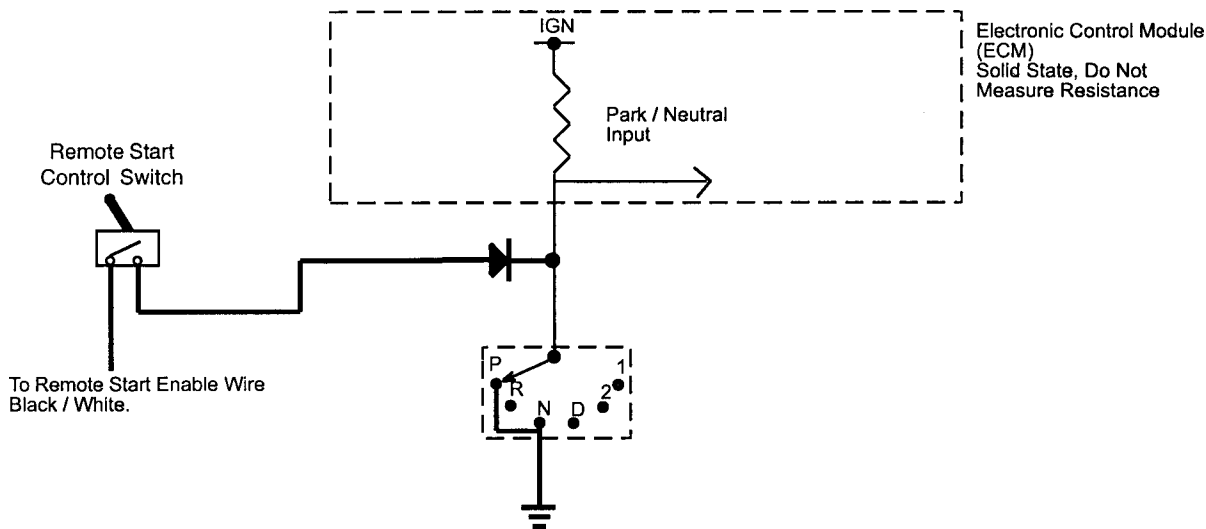 IGN
Electronic Control Module
(ECM)
Solid State, Do Not
Measure Resistance
Park / Neutral
Input
Remote Start
Control Switch
To Remote Start Enable Wire
Black / White.
P
R
N
D
2
1